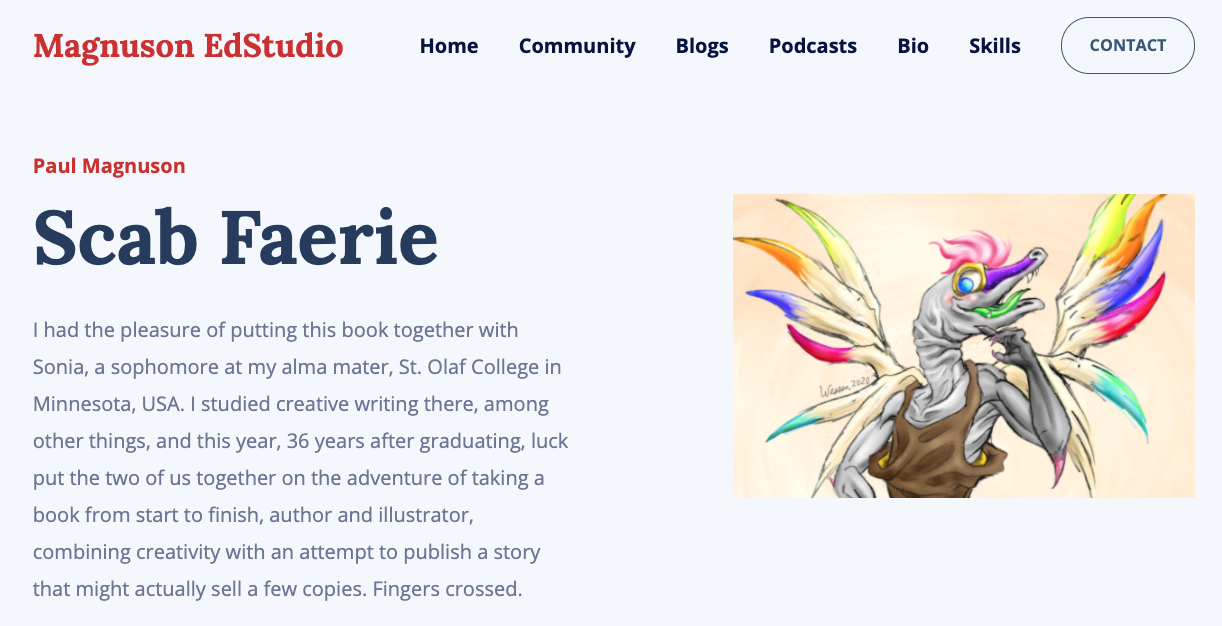 Magnuson EdStudio
Home Community Blogs Podcasts Bio Skills CONTACT
Paul Magnuson
Scab Faerie
I had the pleasure of putting this book together with
Sonia, a sophomore at my alma mater, St. Olaf College in
Minnesota, USA. I studied creative writing there, among
other things, and this year, 36 years after graduating, luck
put the two of us together on the adventure of taking a
book from start to finish, author and illustrator,
combining creativity with an attempt to publish a story
that might actually sell a few copies. Fingers crossed.
2020